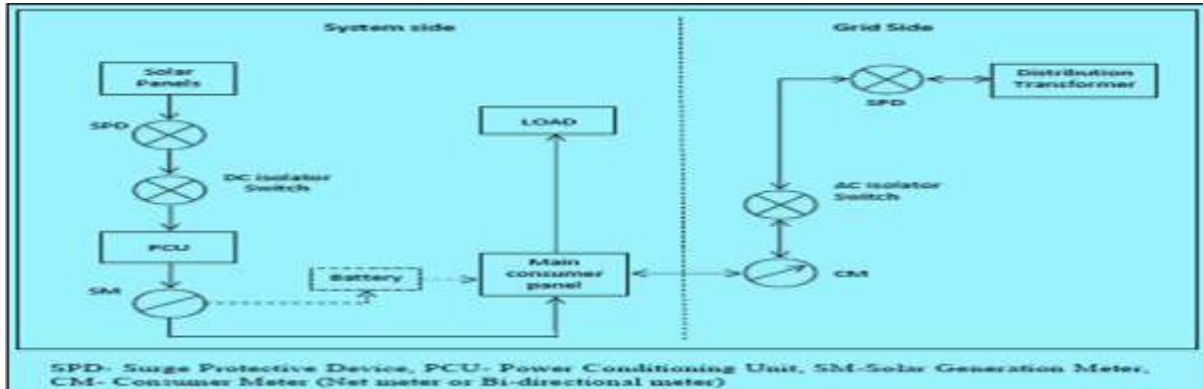 System side
Grid Side
Solar
Panels
SPD
DC isolator
Switch
PCU
SM
Battery
LOAD
Main
consumer
panel
SPD
Distribution
Transformer
AC isolator
Switch
CM
SPD- Surge Protective Device, PCU- Power Conditioning Unit, SM-Solar Generation Meter,
CM- Consumer Meter (Net meter or Bi-directional meter)